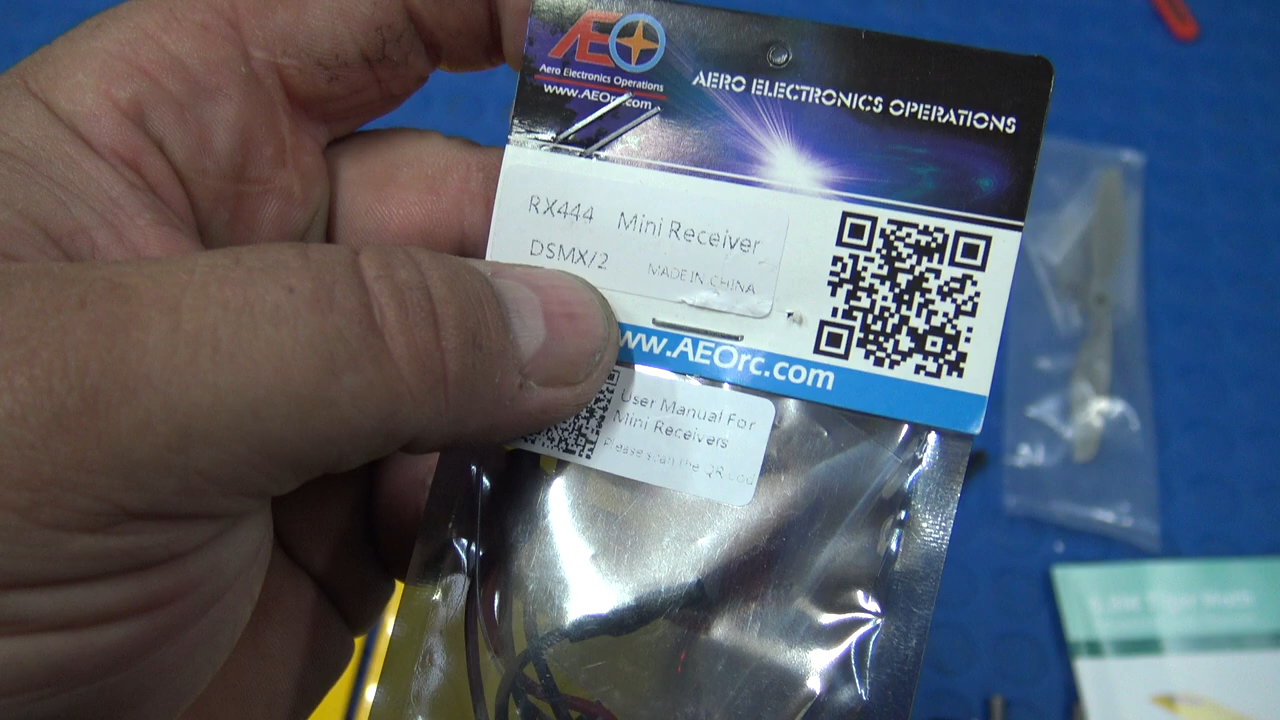 AEO
Aero Electronics Operations
www.AEOrc.com
AERO ELECTRONICS OPERATIONS
RX444 Mini Receiver
DSMX/2 MADE IN CHINA
www.AEOrc.com
User Manual For
Mini Receivers
Please scan the QR cod